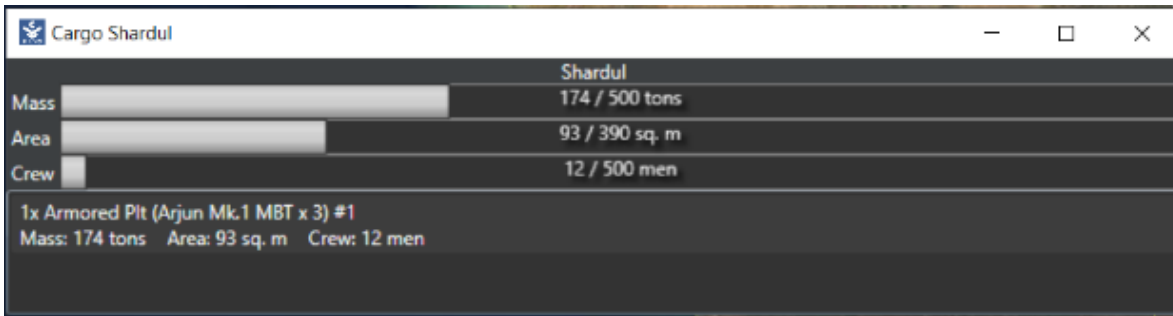 Cargo Shardul
Shardul
Mass 174 / 500 tons
Area 93 / 390 sq. m
Crew 12 / 500 men
1x Armored Plt (Arjun Mk.1 MBT x 3) #1
Mass: 174 tons Area: 93 sq. m Crew: 12 men